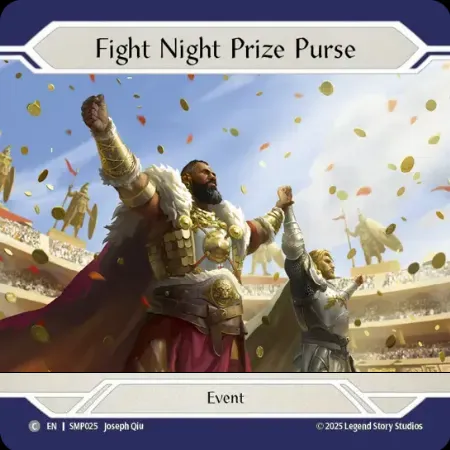 Fight Night Prize Purse
Event
C EN | SMP025 Joseph Qiu © 2025 Legend Story Studios